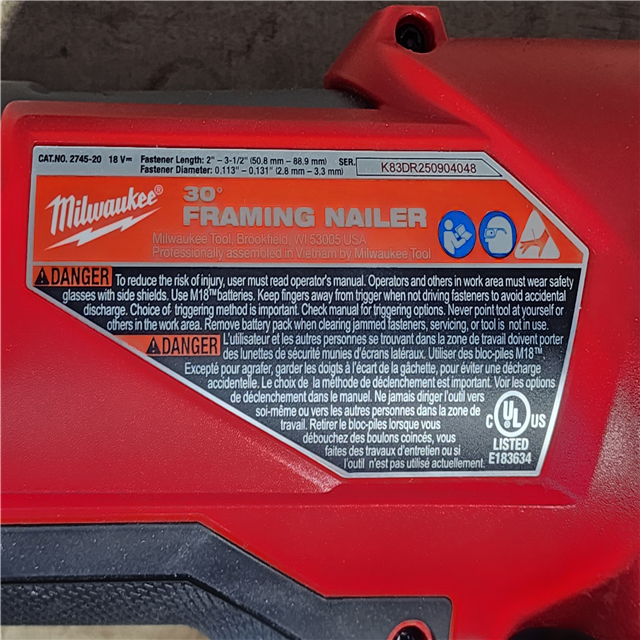 CAT.NO. 2745-20 18 V⎓ Fastener Length: 2" – 3-1/2" (50.8 mm – 88.9 mm) SER.
Fastener Diameter: 0.113" – 0.131" (2.8 mm – 3.3 mm)
K83DR250904048
Milwaukee®
30°
FRAMING NAILER
Milwaukee Tool, Brookfield, WI 53005 USA
Professionally assembled in Vietnam by Milwaukee Tool
DANGER To reduce the risk of injury, user must read operator's manual. Operators and others in work area must wear safety
glasses with side shields. Use M18™ batteries. Keep fingers away from trigger when not driving fasteners to avoid accidental
discharge. Choice of triggering method is important. Check manual for triggering options. Never point tool at yourself or
others in the work area. Remove battery pack when clearing jammed fasteners, servicing, or tool is not in use.
DANGER L'utilisateur et les autres personnes se trouvant dans la zone de travail doivent porter
des lunettes de sécurité munies d'écrans latéraux. Utiliser des bloc-piles M18™.
Excepté pour agrafer, garder les doigts à l'écart de la gâchette, pour éviter une décharge
accidentelle. Le choix de la méthode de déclenchement est important. Voir les options
de déclenchement dans le manuel. Ne jamais diriger l'outil vers
soi-même ou vers les autres personnes dans la zone de
travail. Retirer le bloc-piles lorsque vous
débouchez des boulons coincés, vous
faites des travaux d'entretien ou si
l'outil n'est pas utilisé actuellement.
C UL US
LISTED
E183634